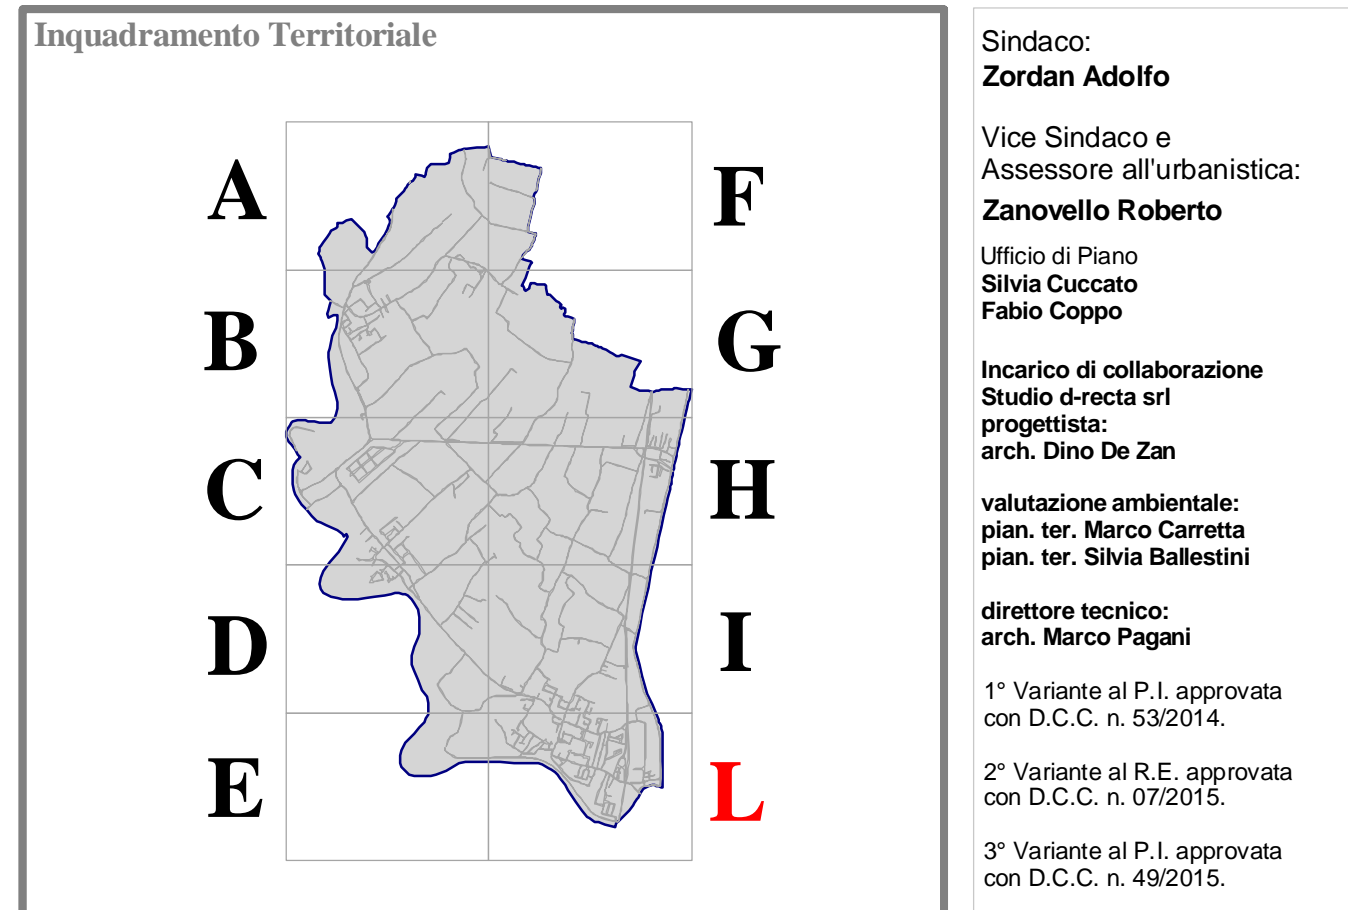 Inquadramento Territoriale
A
F
B
G
C
H
D
I
E
L
Sindaco:
Zordan Adolfo
Vice Sindaco e
Assessore all'urbanistica:
Zanovello Roberto
Ufficio di Piano
Silvia Cuccato
Fabio Coppo
Incarico di collaborazione
Studio d-recta srl
progettista:
arch. Dino De Zan
valutazione ambientale:
pian. ter. Marco Carretta
pian. ter. Silvia Ballestini
direttore tecnico:
arch. Marco Pagani
1° Variante al P.I. approvata
con D.C.C. n. 53/2014.
2° Variante al R.E. approvata
con D.C.C. n. 07/2015.
3° Variante al P.I. approvata
con D.C.C. n. 49/2015.